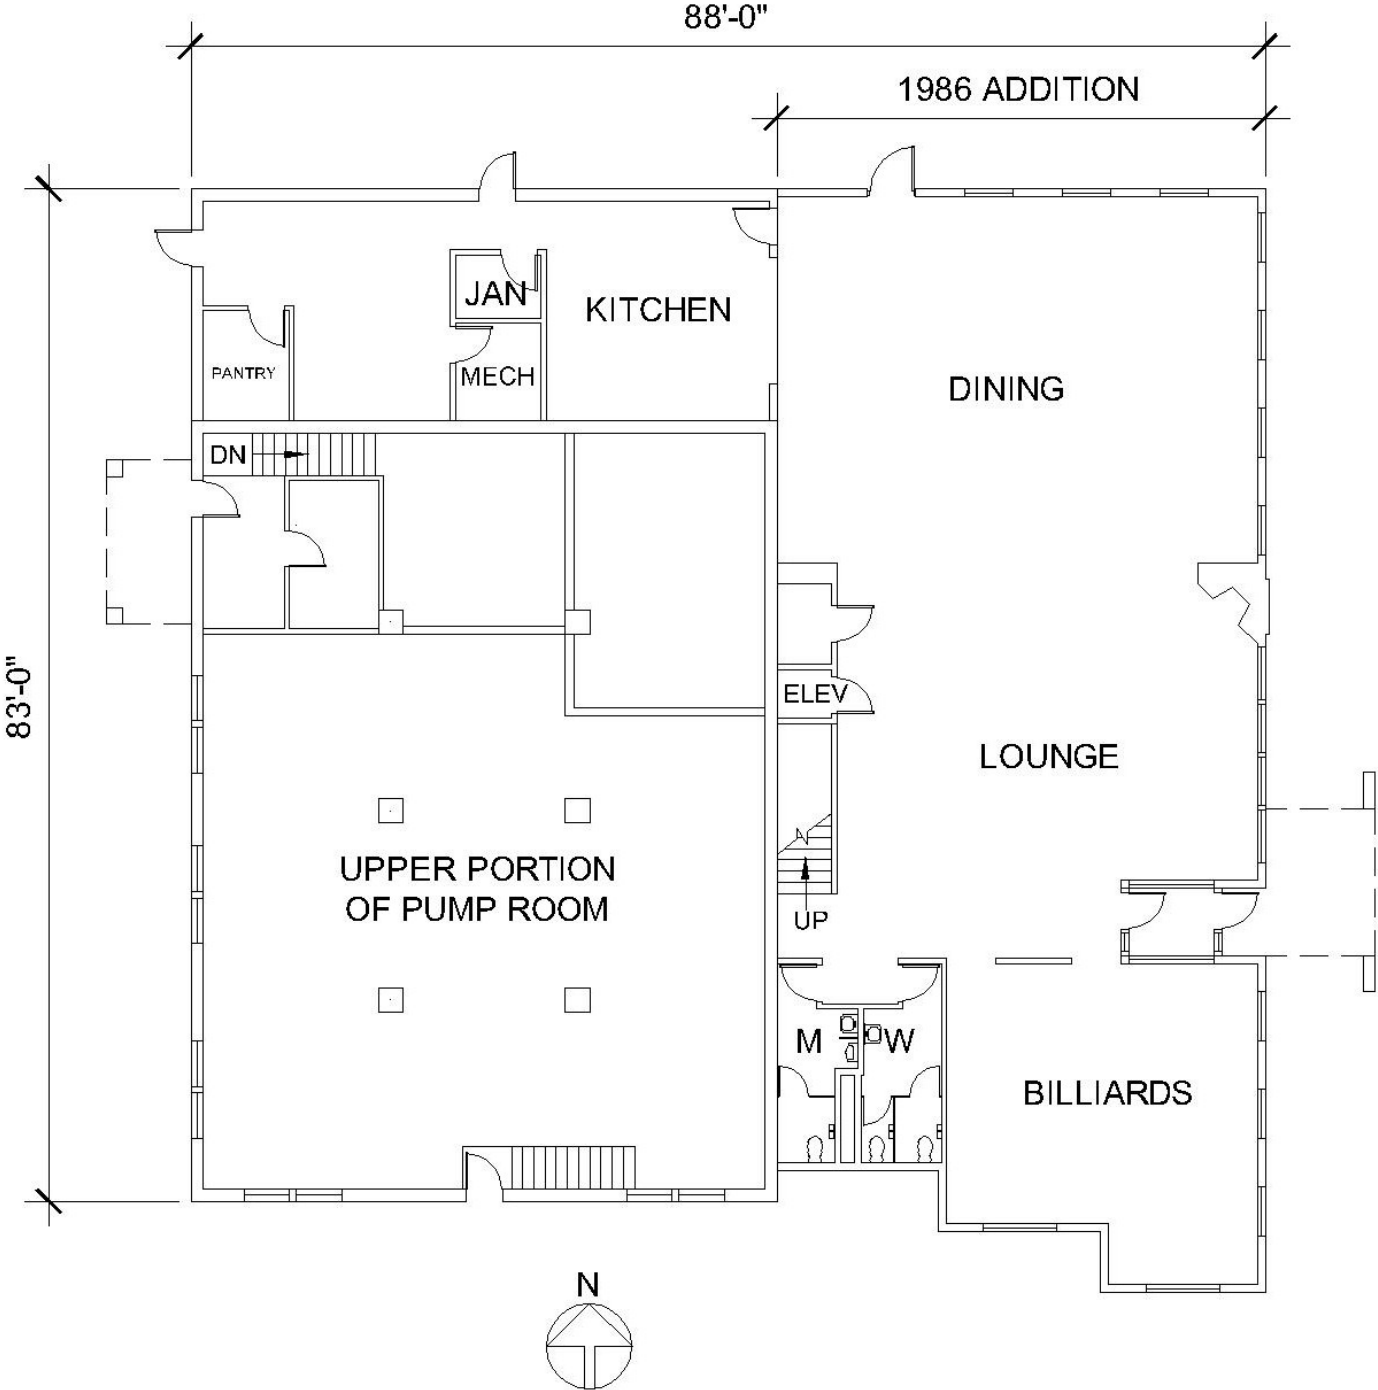 88'-0"
1986 ADDITION
JAN
KITCHEN
PANTRY
MECH
DINING
DN
83'-0"
ELEV
LOUNGE
UPPER PORTION
OF PUMP ROOM
UP
M
W
BILLIARDS
N